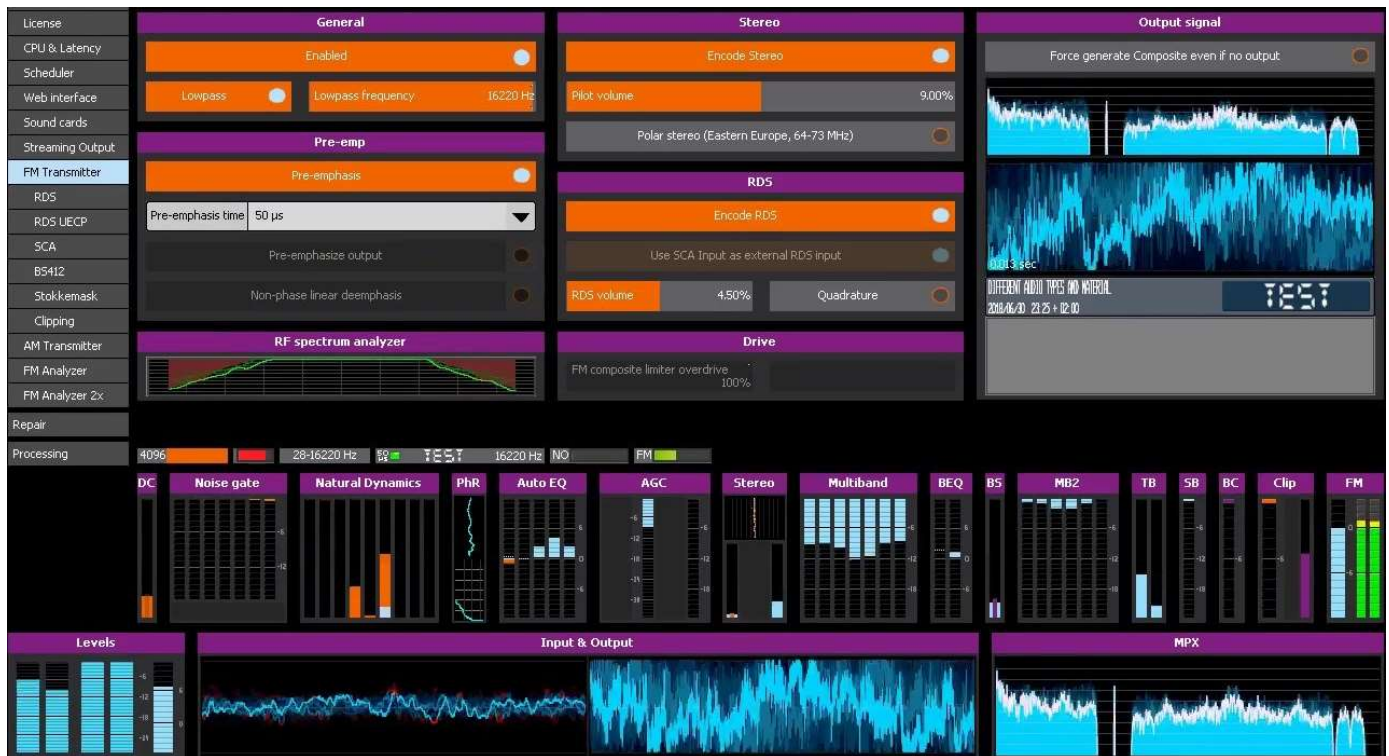 License
CPU & Latency
Scheduler
Web interface
Sound cards
Streaming Output
FM Transmitter
RDS
RDS UECP
SCA
BS412
Stokkemask
Clipping
AM Transmitter
FM Analyzer
FM Analyzer 2x
Repair
Processing
General
Enabled
Lowpass
Lowpass frequency 16220 Hz
Pre-emp
Pre-emphasis
Pre-emphasis time 50 µs
Pre-emphasize output
Non-phase linear deemphasis
RF spectrum analyzer
Stereo
Encode Stereo
Pilot volume 9.00%
Polar stereo (Eastern Europe, 64-73 MHz)
RDS
Encode RDS
Use SCA Input as external RDS input
RDS volume 4.50%
Quadrature
Drive
FM composite limiter overdrive
100%
Output signal
Force generate Composite even if no output
0.013 sec
DIFFERENT AUDIO TYPES AND MATERIAL
2018/06/30 23:25 + 02:00
TEST
4096 28-16220 Hz 50 µs TEST 16220 Hz NO FM
DC Noise gate Natural Dynamics PhR Auto EQ AGC Stereo Multiband BEQ BS MB2 TB SB BC Clip FM
Levels
Input & Output
MPX